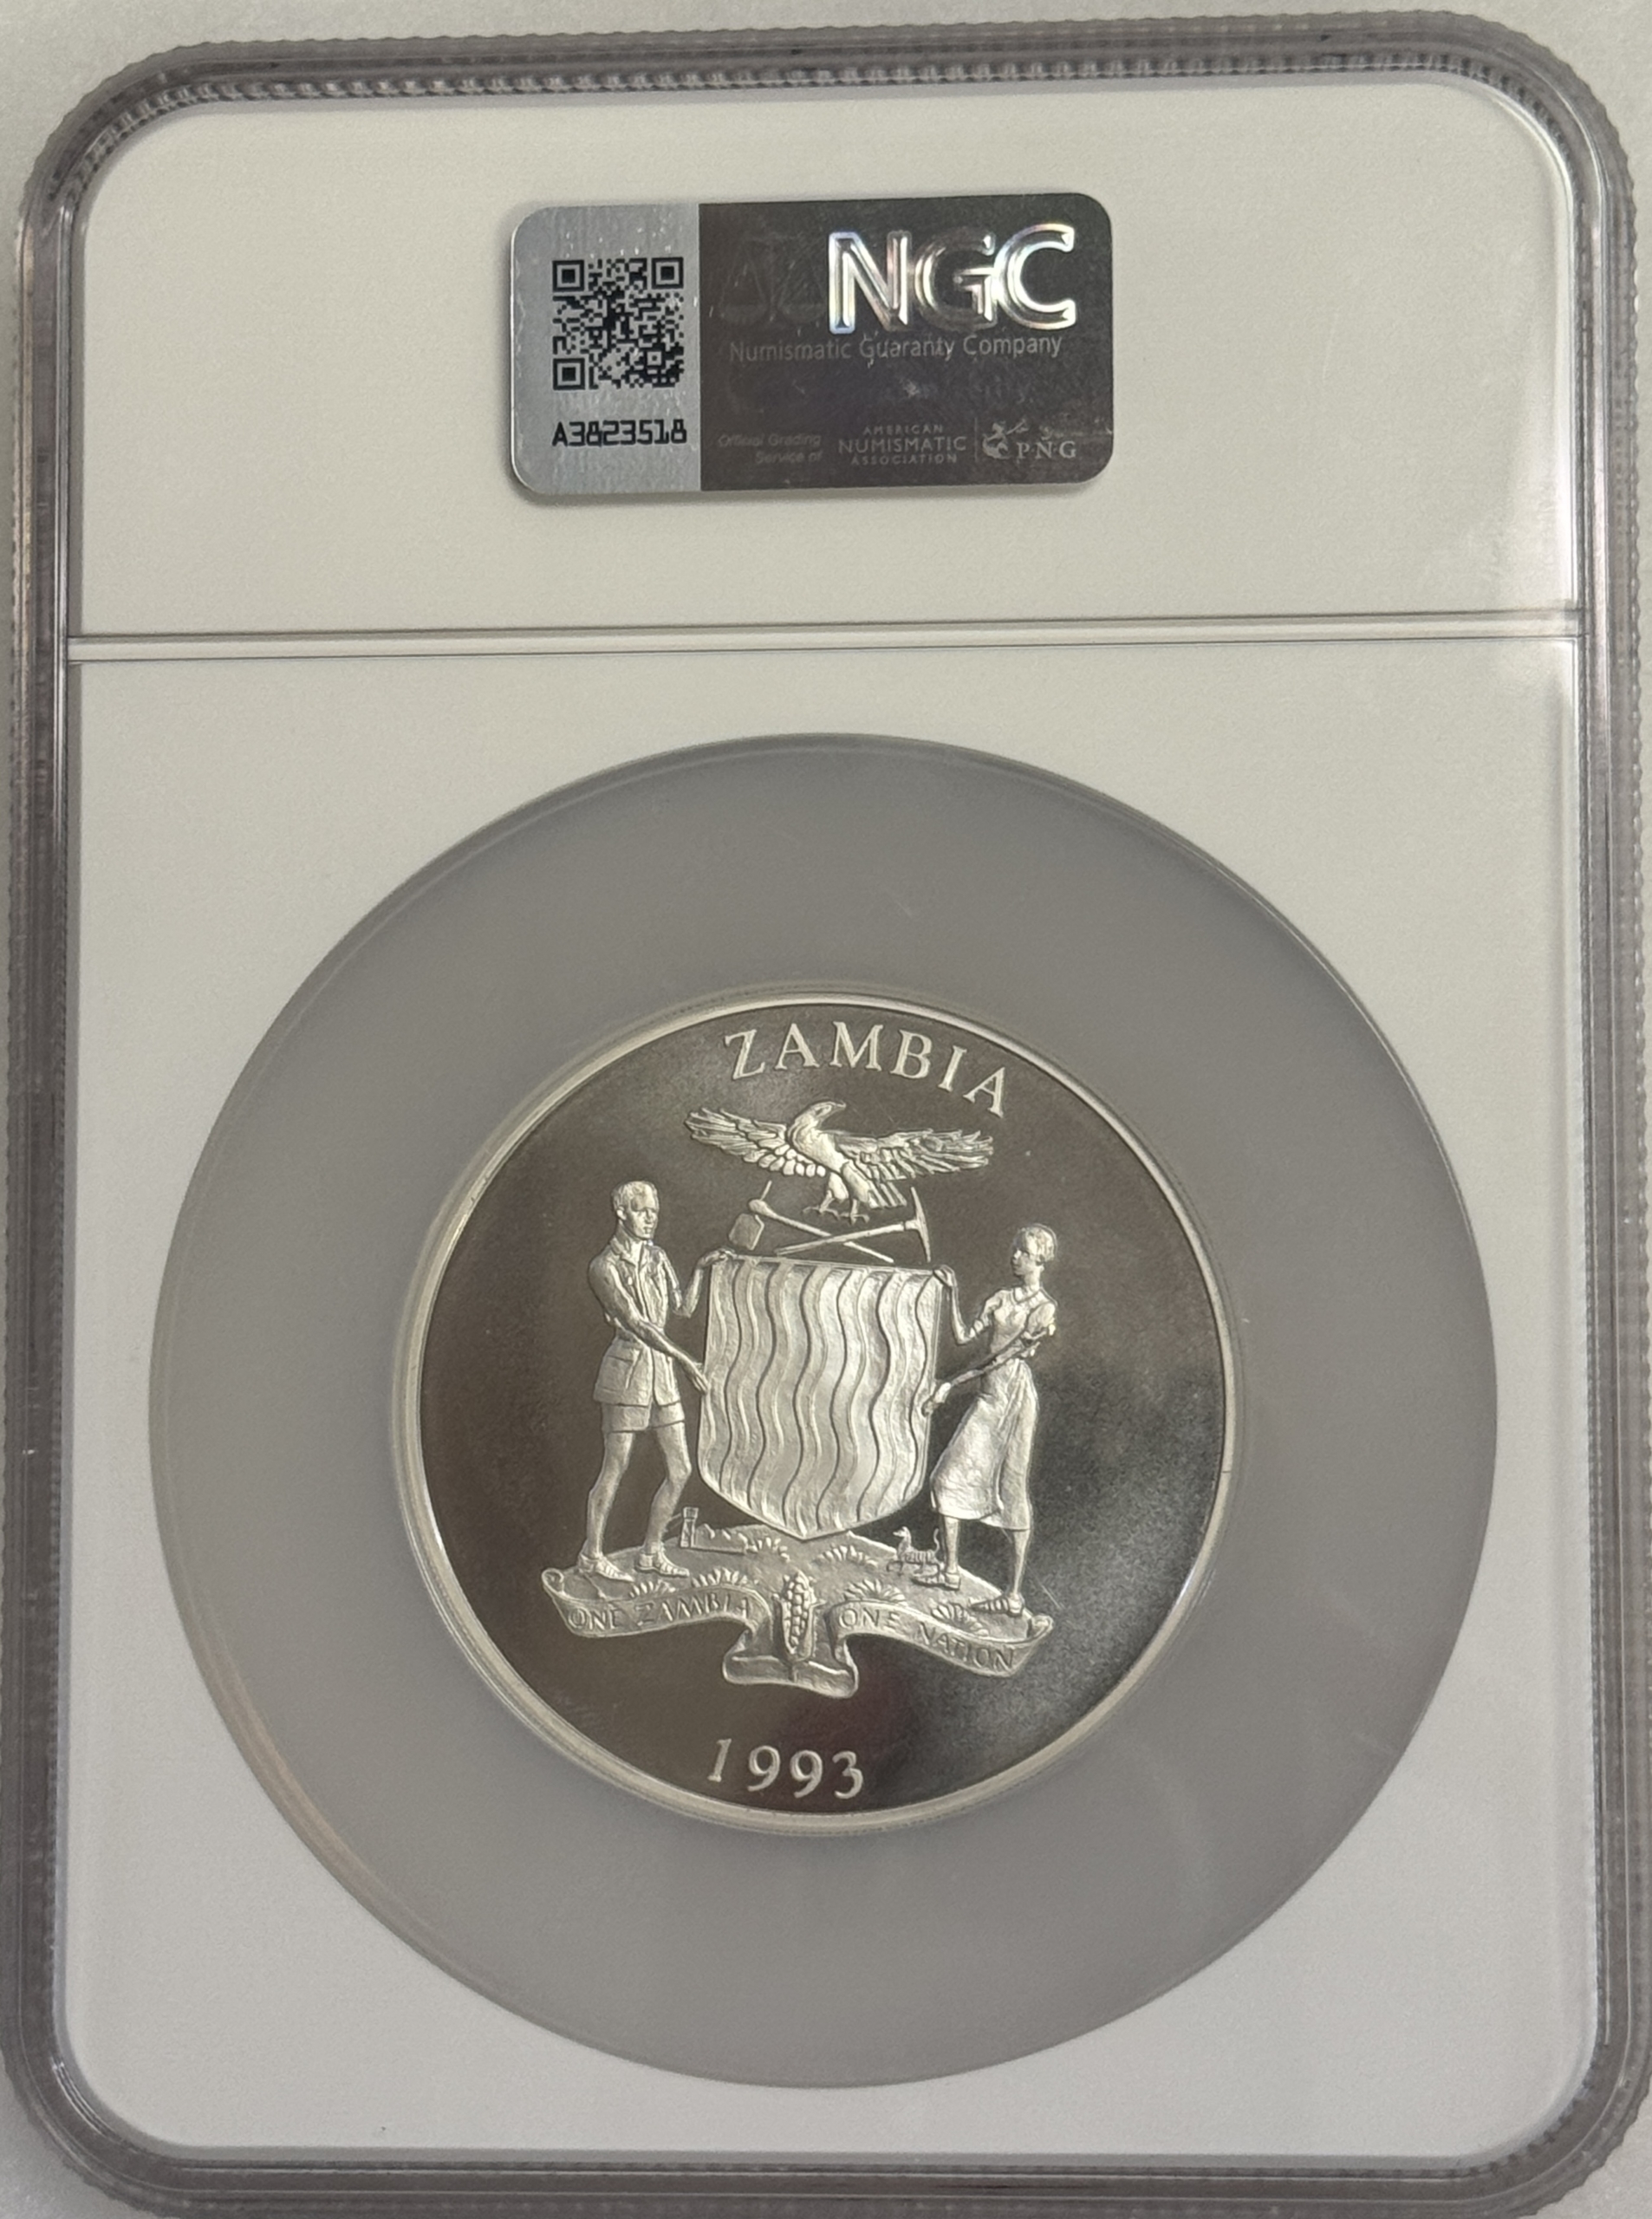 NGC
Numismatic Guaranty Company
A3823518
Official Grading
Service of
AMERICAN
NUMISMATIC
ASSOCIATION
PNG
ZAMBIA
ONE ZAMBIA ONE NATION
1993